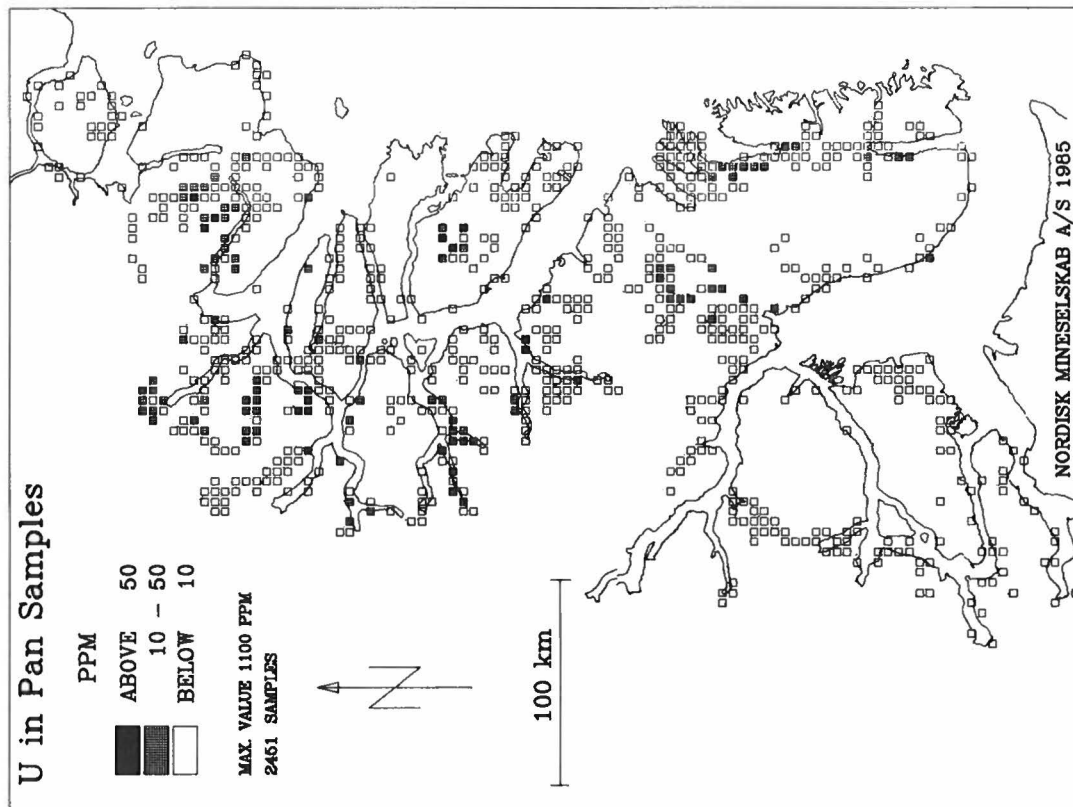 U in Pan Samples
PPM
ABOVE 50
10 - 50
BELOW 10
MAX. VALUE 1100 PPM
2451 SAMPLES
N
100 km
NORDISK MINESELSKAB A/S 1985